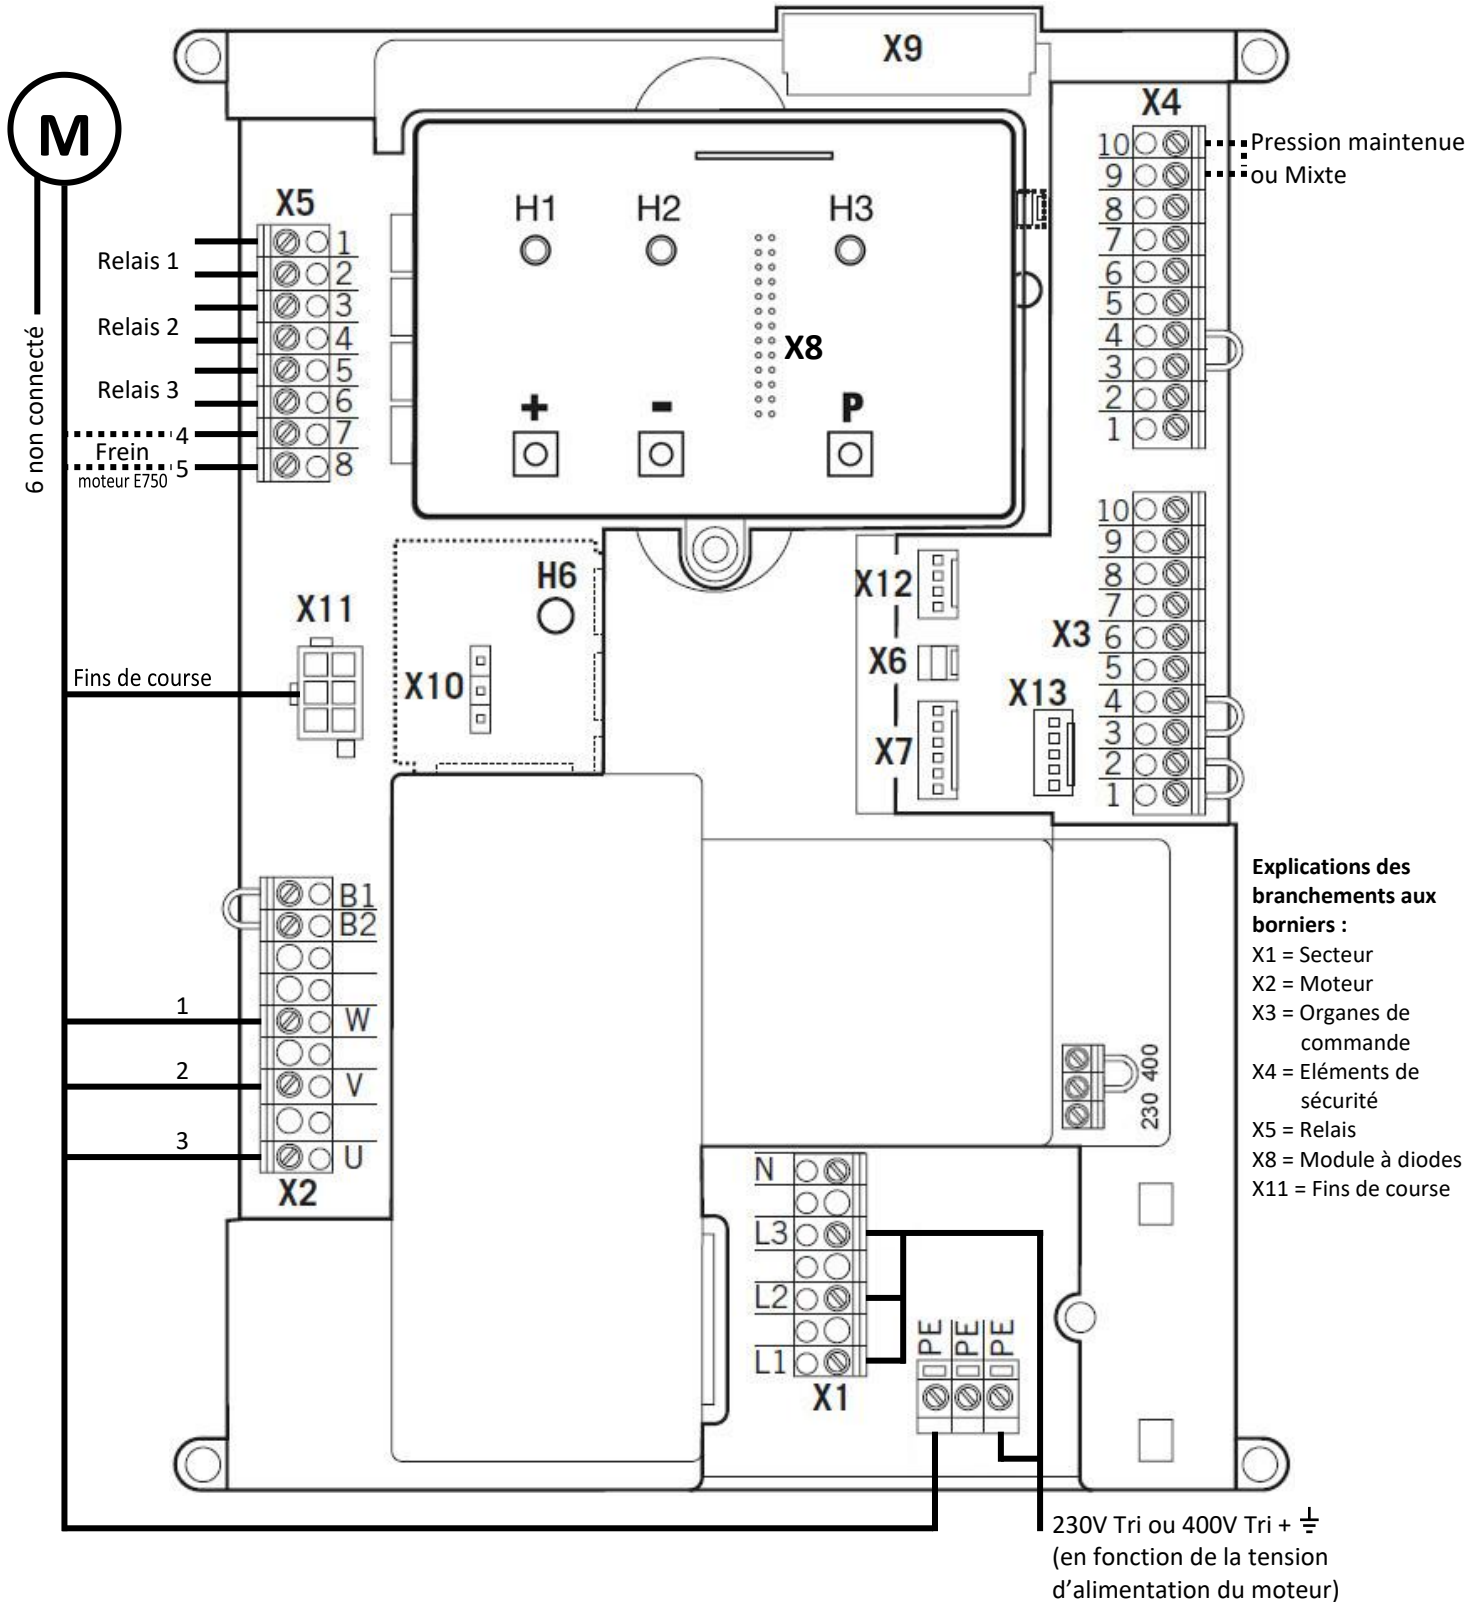 X9
M
X4
10 Pression maintenue
9 ou Mixte
8
7
6
5
4
3
2
1
X5
1
2
3
4
5
6
7
8
Relais 1
Relais 2
Relais 3
4
Frein
5
moteur E750
6 non connecté
H1 H2 H3
X8
+ - P
10
9
8
7
6
5
4
3
2
1
X3
X12
X6
X7
X13
H6
X11
X10
Fins de course
B1
B2
1 W
2 V
3 U
X2
Explications des
branchements aux
borniers :
X1 = Secteur
X2 = Moteur
X3 = Organes de
commande
X4 = Eléments de
sécurité
X5 = Relais
X8 = Module à diodes
X11 = Fins de course
230 400
N
L3
L2
L1
X1
PE PE PE
230V Tri ou 400V Tri + ⏚
(en fonction de la tension
d’alimentation du moteur)